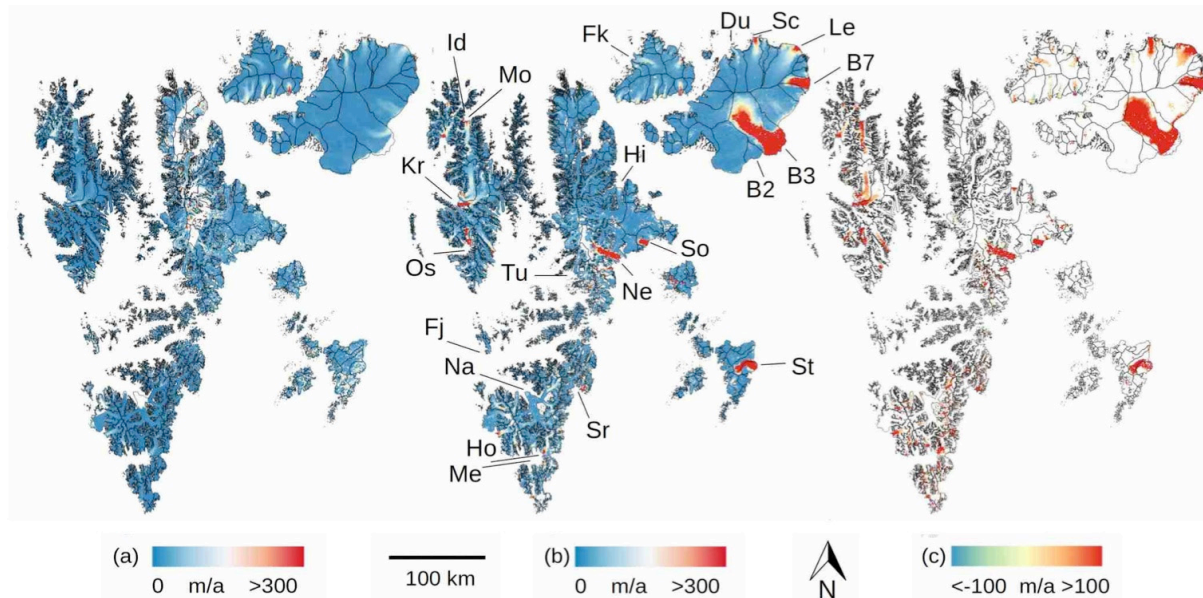 Du Sc
Fk Le
Id
Mo B7
Kr Hi
B2 B3
Os So
Tu
Ne
Fj
Na St
Sr
Ho
Me
(a) (b) (c)
0 m/a >300 100 km 0 m/a >300 N <-100 m/a >100